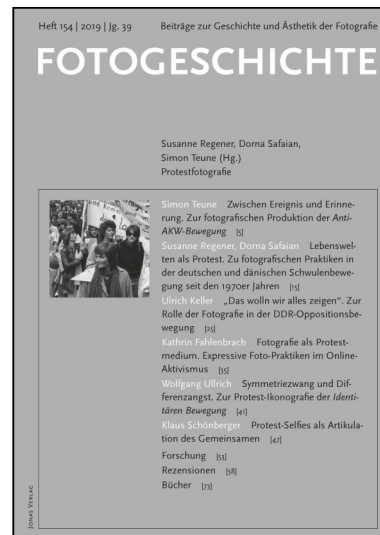 Heft 154 | 2019 | Jg. 39 Beiträge zur Geschichte und Ästhetik der Fotografie
FOTOGESCHICHTE
Susanne Regener, Dorna Safaian,
Simon Teune (Hg.)
Protestfotografie
Simon Teune Zwischen Ereignis und Erinne-
rung. Zur fotografischen Produktion der Anti-
AKW-Bewegung [5]
Susanne Regener, Dorna Safaian Lebenswel-
ten als Protest. Zu fotografischen Praktiken in
der deutschen und dänischen Schwulenbewe-
gung seit den 1970er Jahren [15]
Ulrich Keller „Das wolln wir alles zeigen“. Zur
Rolle der Fotografie in der DDR-Oppositionsbe-
wegung [25]
Kathrin Fahlenbrach Fotografie als Protest-
medium. Expressive Foto-Praktiken im Online-
Aktivismus [35]
Wolfgang Ullrich Symmetriezwang und Dif-
ferenzangst. Zur Protest-Ikonografie der Identi-
tären Bewegung [41]
Klaus Schönberger Protest-Selfies als Artikula-
tion des Gemeinsamen [47]
Forschung [53]
Rezensionen [58]
Bücher [73]
JONAS VERLAG